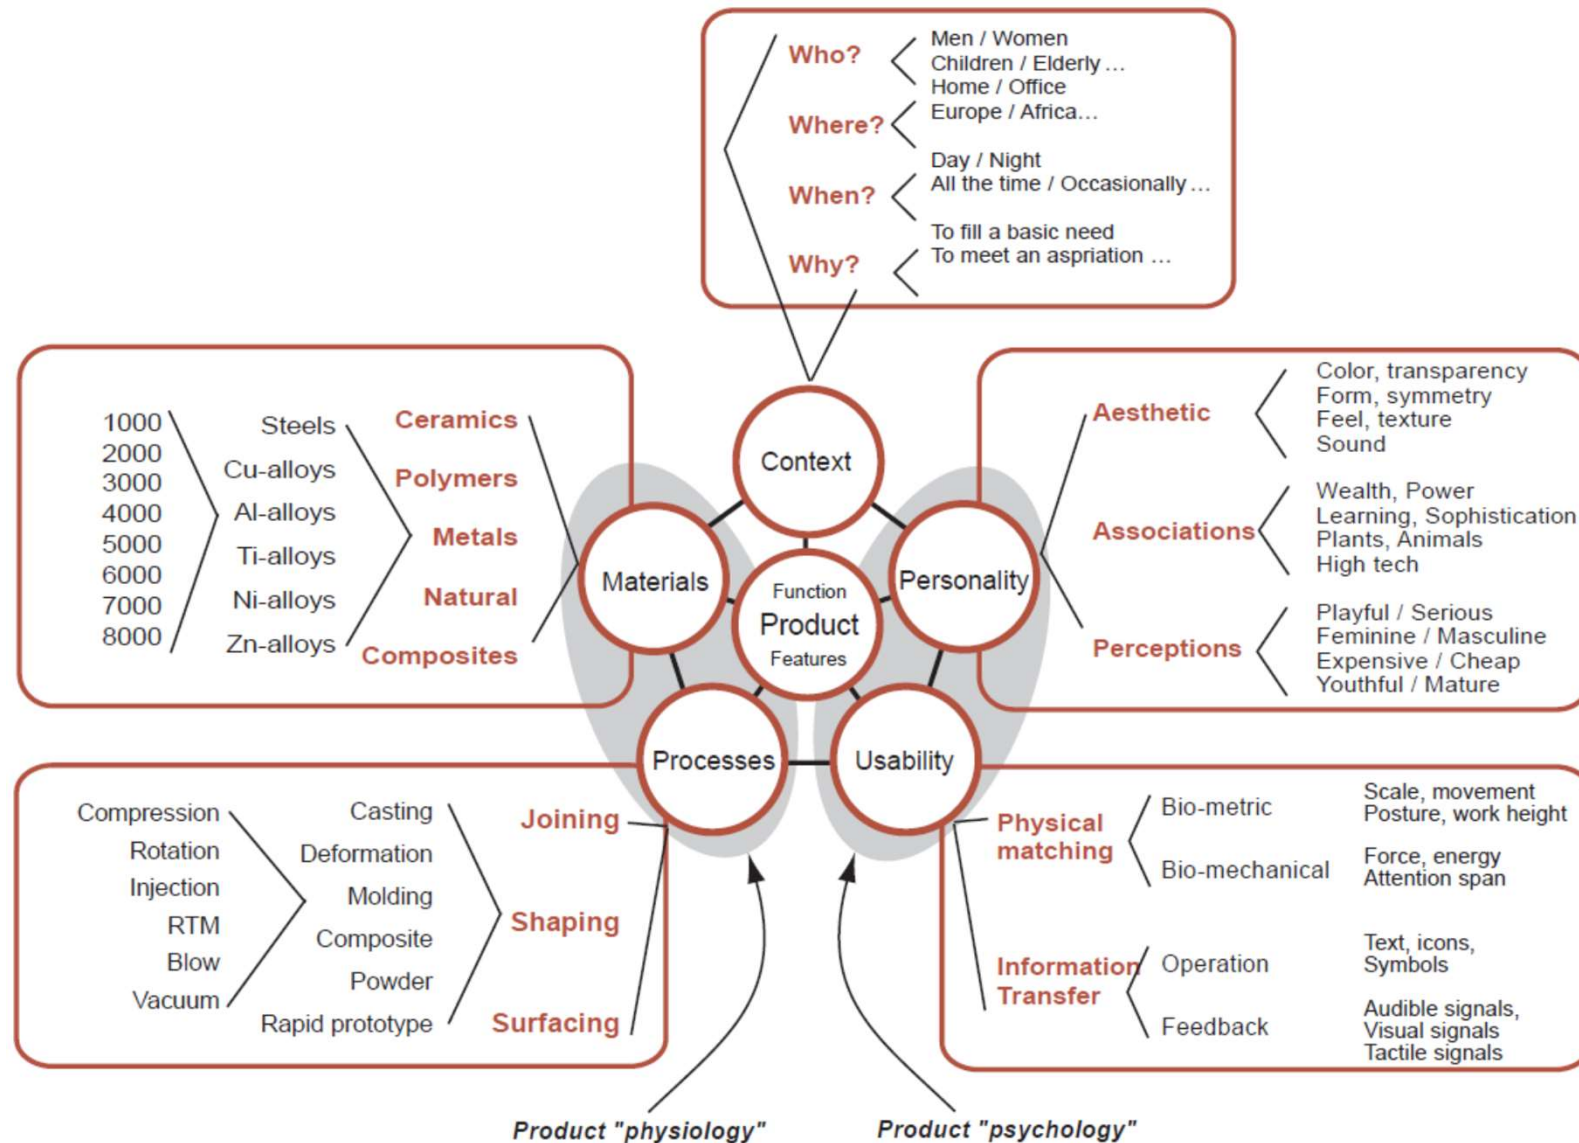 Who?
Men / Women
Children / Elderly ...
Where?
Home / Office
Europe / Africa...
When?
Day / Night
All the time / Occasionally ...
Why?
To fill a basic need
To meet an aspriation ...
1000
2000
3000
4000
5000
6000
7000
8000
Steels
Cu-alloys
Al-alloys
Ti-alloys
Ni-alloys
Zn-alloys
Ceramics
Polymers
Metals
Natural
Composites
Context
Materials
Function
Product
Features
Personality
Processes
Usability
Aesthetic
Color, transparency
Form, symmetry
Feel, texture
Sound
Associations
Wealth, Power
Learning, Sophistication
Plants, Animals
High tech
Perceptions
Playful / Serious
Feminine / Masculine
Expensive / Cheap
Youthful / Mature
Compression
Rotation
Injection
RTM
Blow
Vacuum
Casting
Deformation
Molding
Composite
Powder
Rapid prototype
Joining
Shaping
Surfacing
Physical
matching
Bio-metric
Scale, movement
Posture, work height
Bio-mechanical
Force, energy
Attention span
Information
Transfer
Operation
Text, icons,
Symbols
Feedback
Audible signals,
Visual signals
Tactile signals
Product "physiology"
Product "psychology"